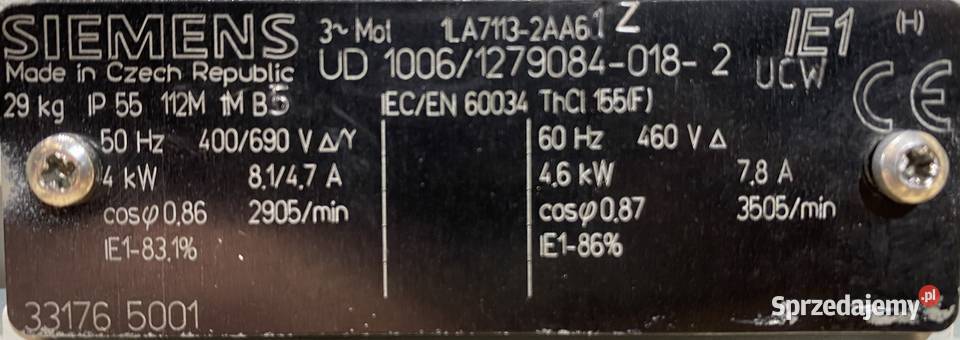 SIEMENS 3~ Mot 1LA7113-2AA61 Z IE1 (H)
Made in Czech Republic UD 1006/1279084-018- 2 UCW CE
29 kg IP 55 112M IM B5 IEC/EN 60034 ThCl 155(F)
50 Hz 400/690 V Δ/Y 60 Hz 460 V Δ
4 kW 8.1/4.7 A 4.6 kW 7.8 A
cosφ 0,86 2905/min cosφ 0,87 3505/min
IE1-83.1% IE1-86%
33176 5001
Sprzedajemy.pl